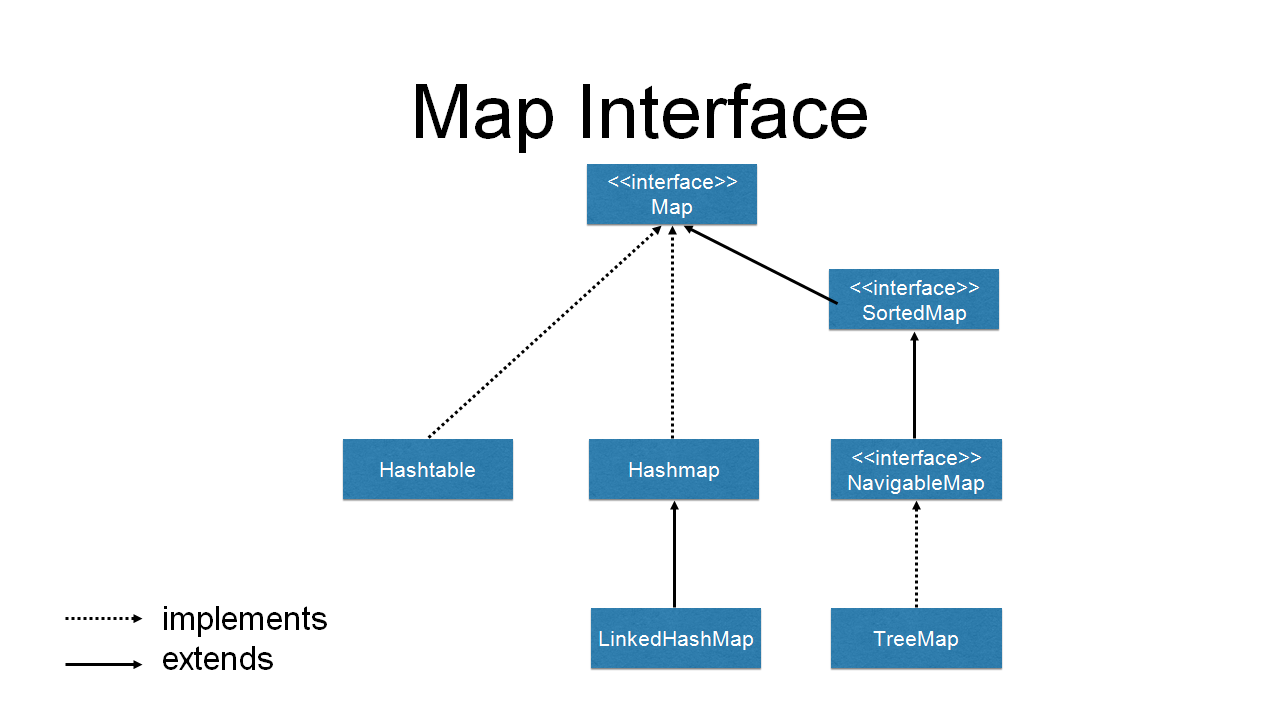 Map Interface
<<interface>>
Map
<<interface>>
SortedMap
Hashtable
Hashmap
<<interface>>
NavigableMap
LinkedHashMap
TreeMap
implements
extends